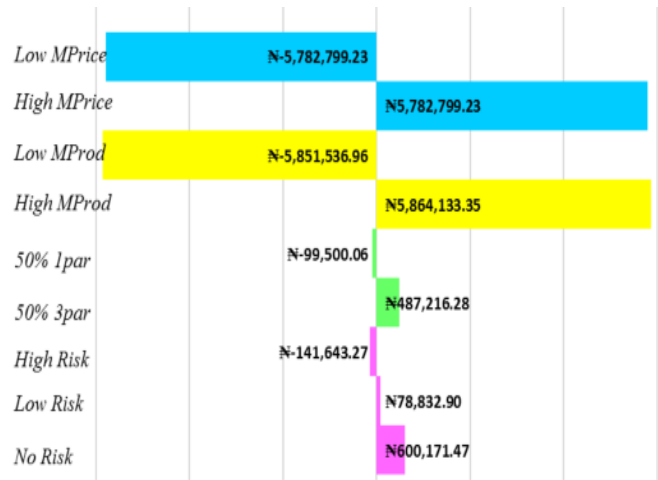 Low MPrice ₦-5,782,799.23
High MPrice ₦5,782,799.23
Low MProd ₦-5,851,536.96
High MProd ₦5,864,133.35
50% 1par ₦-99,500.06
50% 3par ₦487,216.28
High Risk ₦-141,643.27
Low Risk ₦78,832.90
No Risk ₦600,171.47